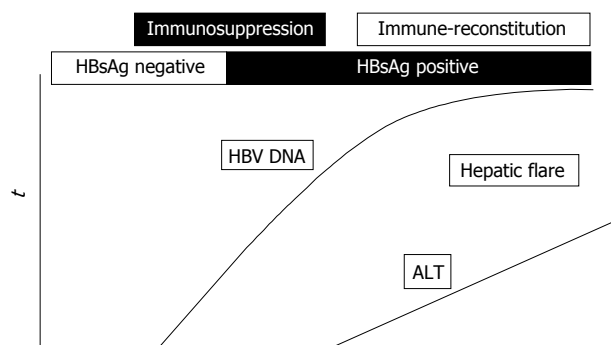 Immunosuppression
Immune-reconstitution
HBsAg negative
HBsAg positive
HBV DNA
Hepatic flare
t
ALT